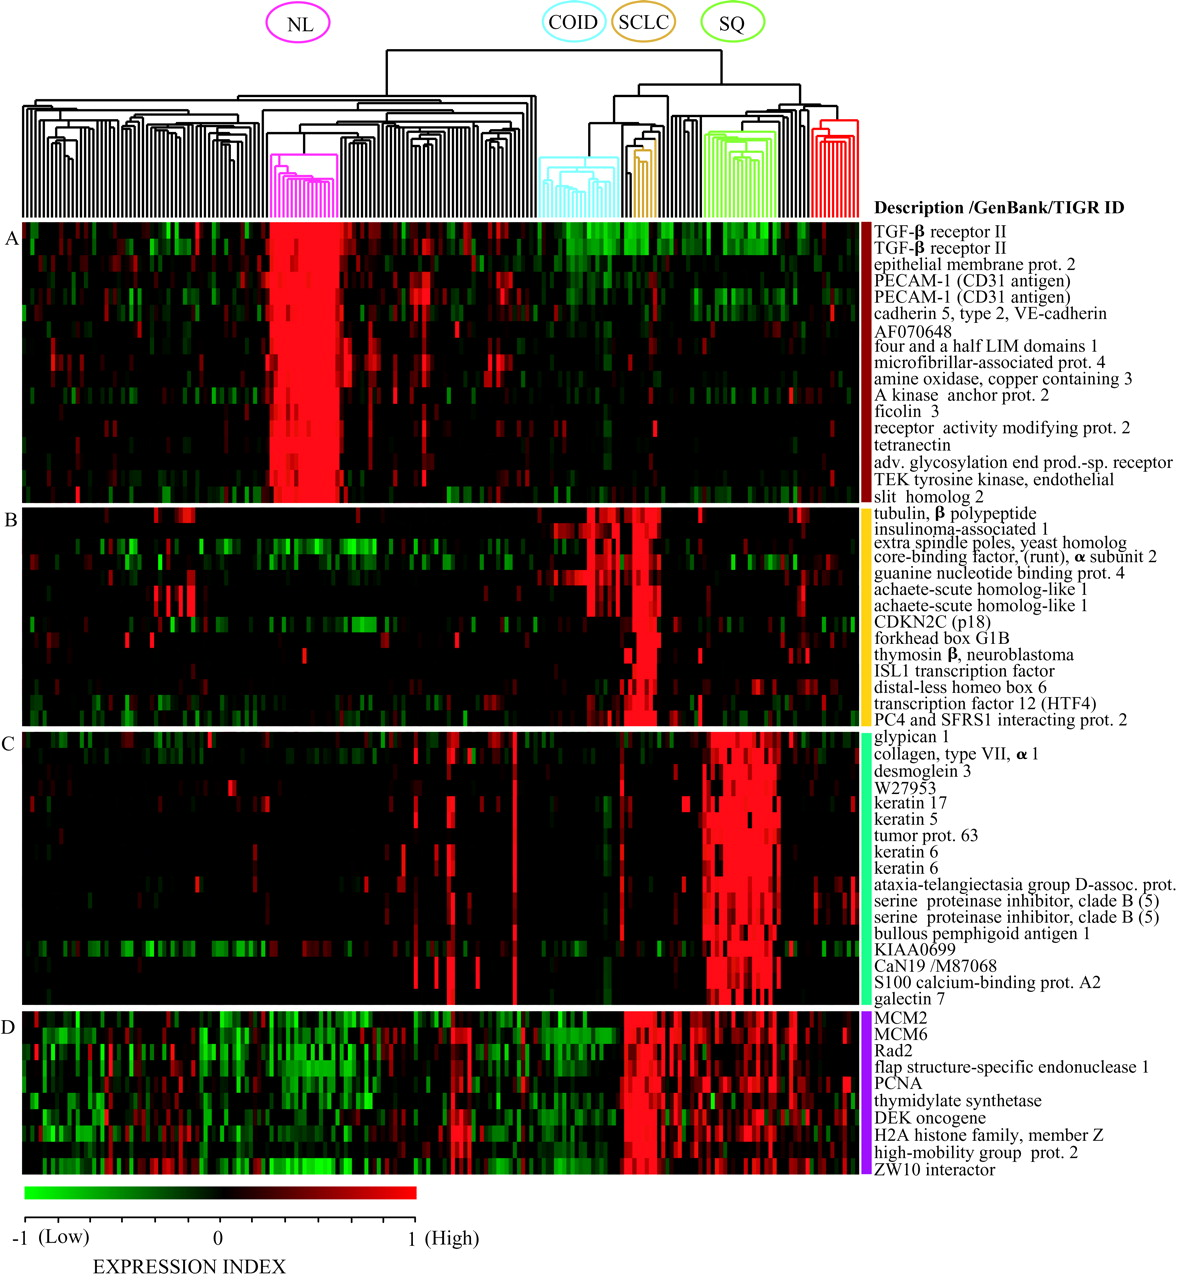 NL COID SCLC SQ
Description /GenBank/TIGR ID
A
TGF-β receptor II
TGF-β receptor II
epithelial membrane prot. 2
PECAM-1 (CD31 antigen)
PECAM-1 (CD31 antigen)
cadherin 5, type 2, VE-cadherin
AF070648
four and a half LIM domains 1
microfibrillar-associated prot. 4
amine oxidase, copper containing 3
A kinase anchor prot. 2
ficolin 3
receptor activity modifying prot. 2
tetranectin
adv. glycosylation end prod.-sp. receptor
TEK tyrosine kinase, endothelial
slit homolog 2
B
tubulin, β polypeptide
insulinoma-associated 1
extra spindle poles, yeast homolog
core-binding factor, (runt), α subunit 2
guanine nucleotide binding prot. 4
achaete-scute homolog-like 1
achaete-scute homolog-like 1
CDKN2C (p18)
forkhead box G1B
thymosin β, neuroblastoma
ISL1 transcription factor
distal-less homeo box 6
transcription factor 12 (HTF4)
PC4 and SFRS1 interacting prot. 2
C
glypican 1
collagen, type VII, α 1
desmoglein 3
W27953
keratin 17
keratin 5
tumor prot. 63
keratin 6
keratin 6
ataxia-telangiectasia group D-assoc. prot.
serine proteinase inhibitor, clade B (5)
serine proteinase inhibitor, clade B (5)
bullous pemphigoid antigen 1
KIAA0699
CaN19 /M87068
S100 calcium-binding prot. A2
galectin 7
D
MCM2
MCM6
Rad2
flap structure-specific endonuclease 1
PCNA
thymidylate synthetase
DEK oncogene
H2A histone family, member Z
high-mobility group prot. 2
ZW10 interactor
-1 (Low) 0 1 (High)
EXPRESSION INDEX